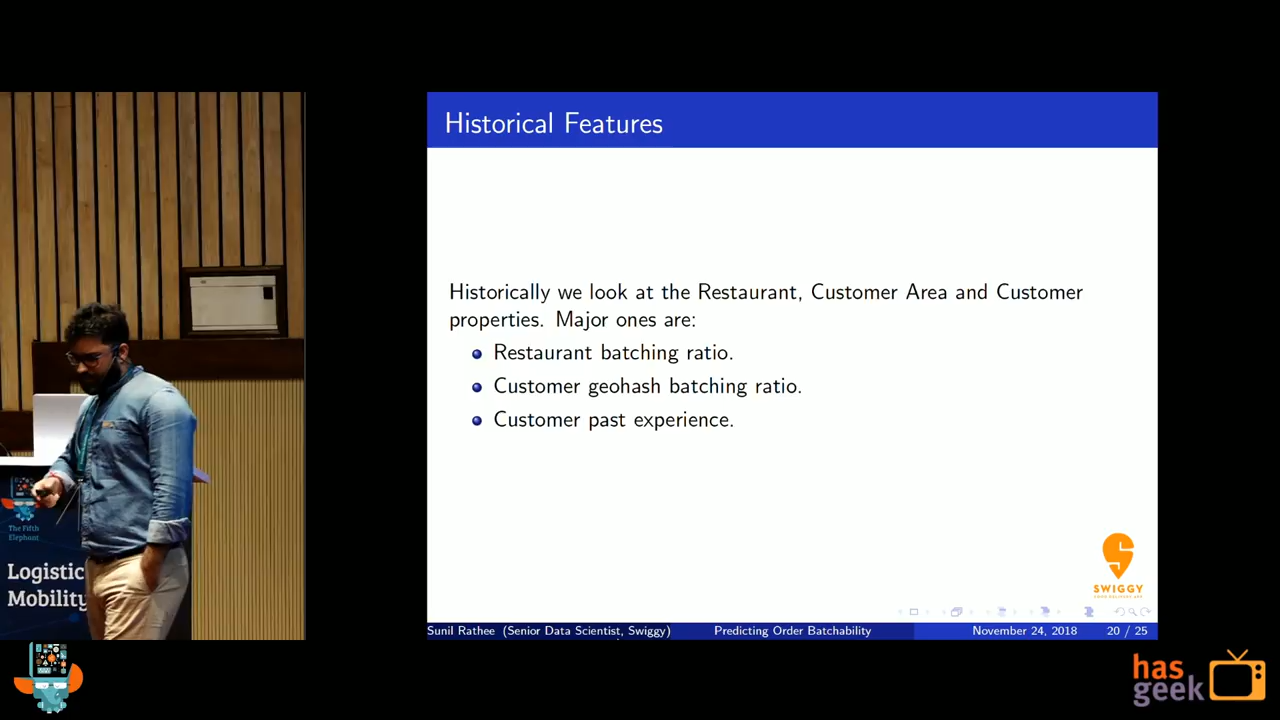 Historical Features
Historically we look at the Restaurant, Customer Area and Customer
properties. Major ones are:
Restaurant batching ratio.
Customer geohash batching ratio.
Customer past experience.
SWIGGY
Sunil Rathee (Senior Data Scientist, Swiggy)
Predicting Order Batchability
November 24, 2018
20 / 25
The Fifth
Elephant
Logistic
Mobility
has
geek